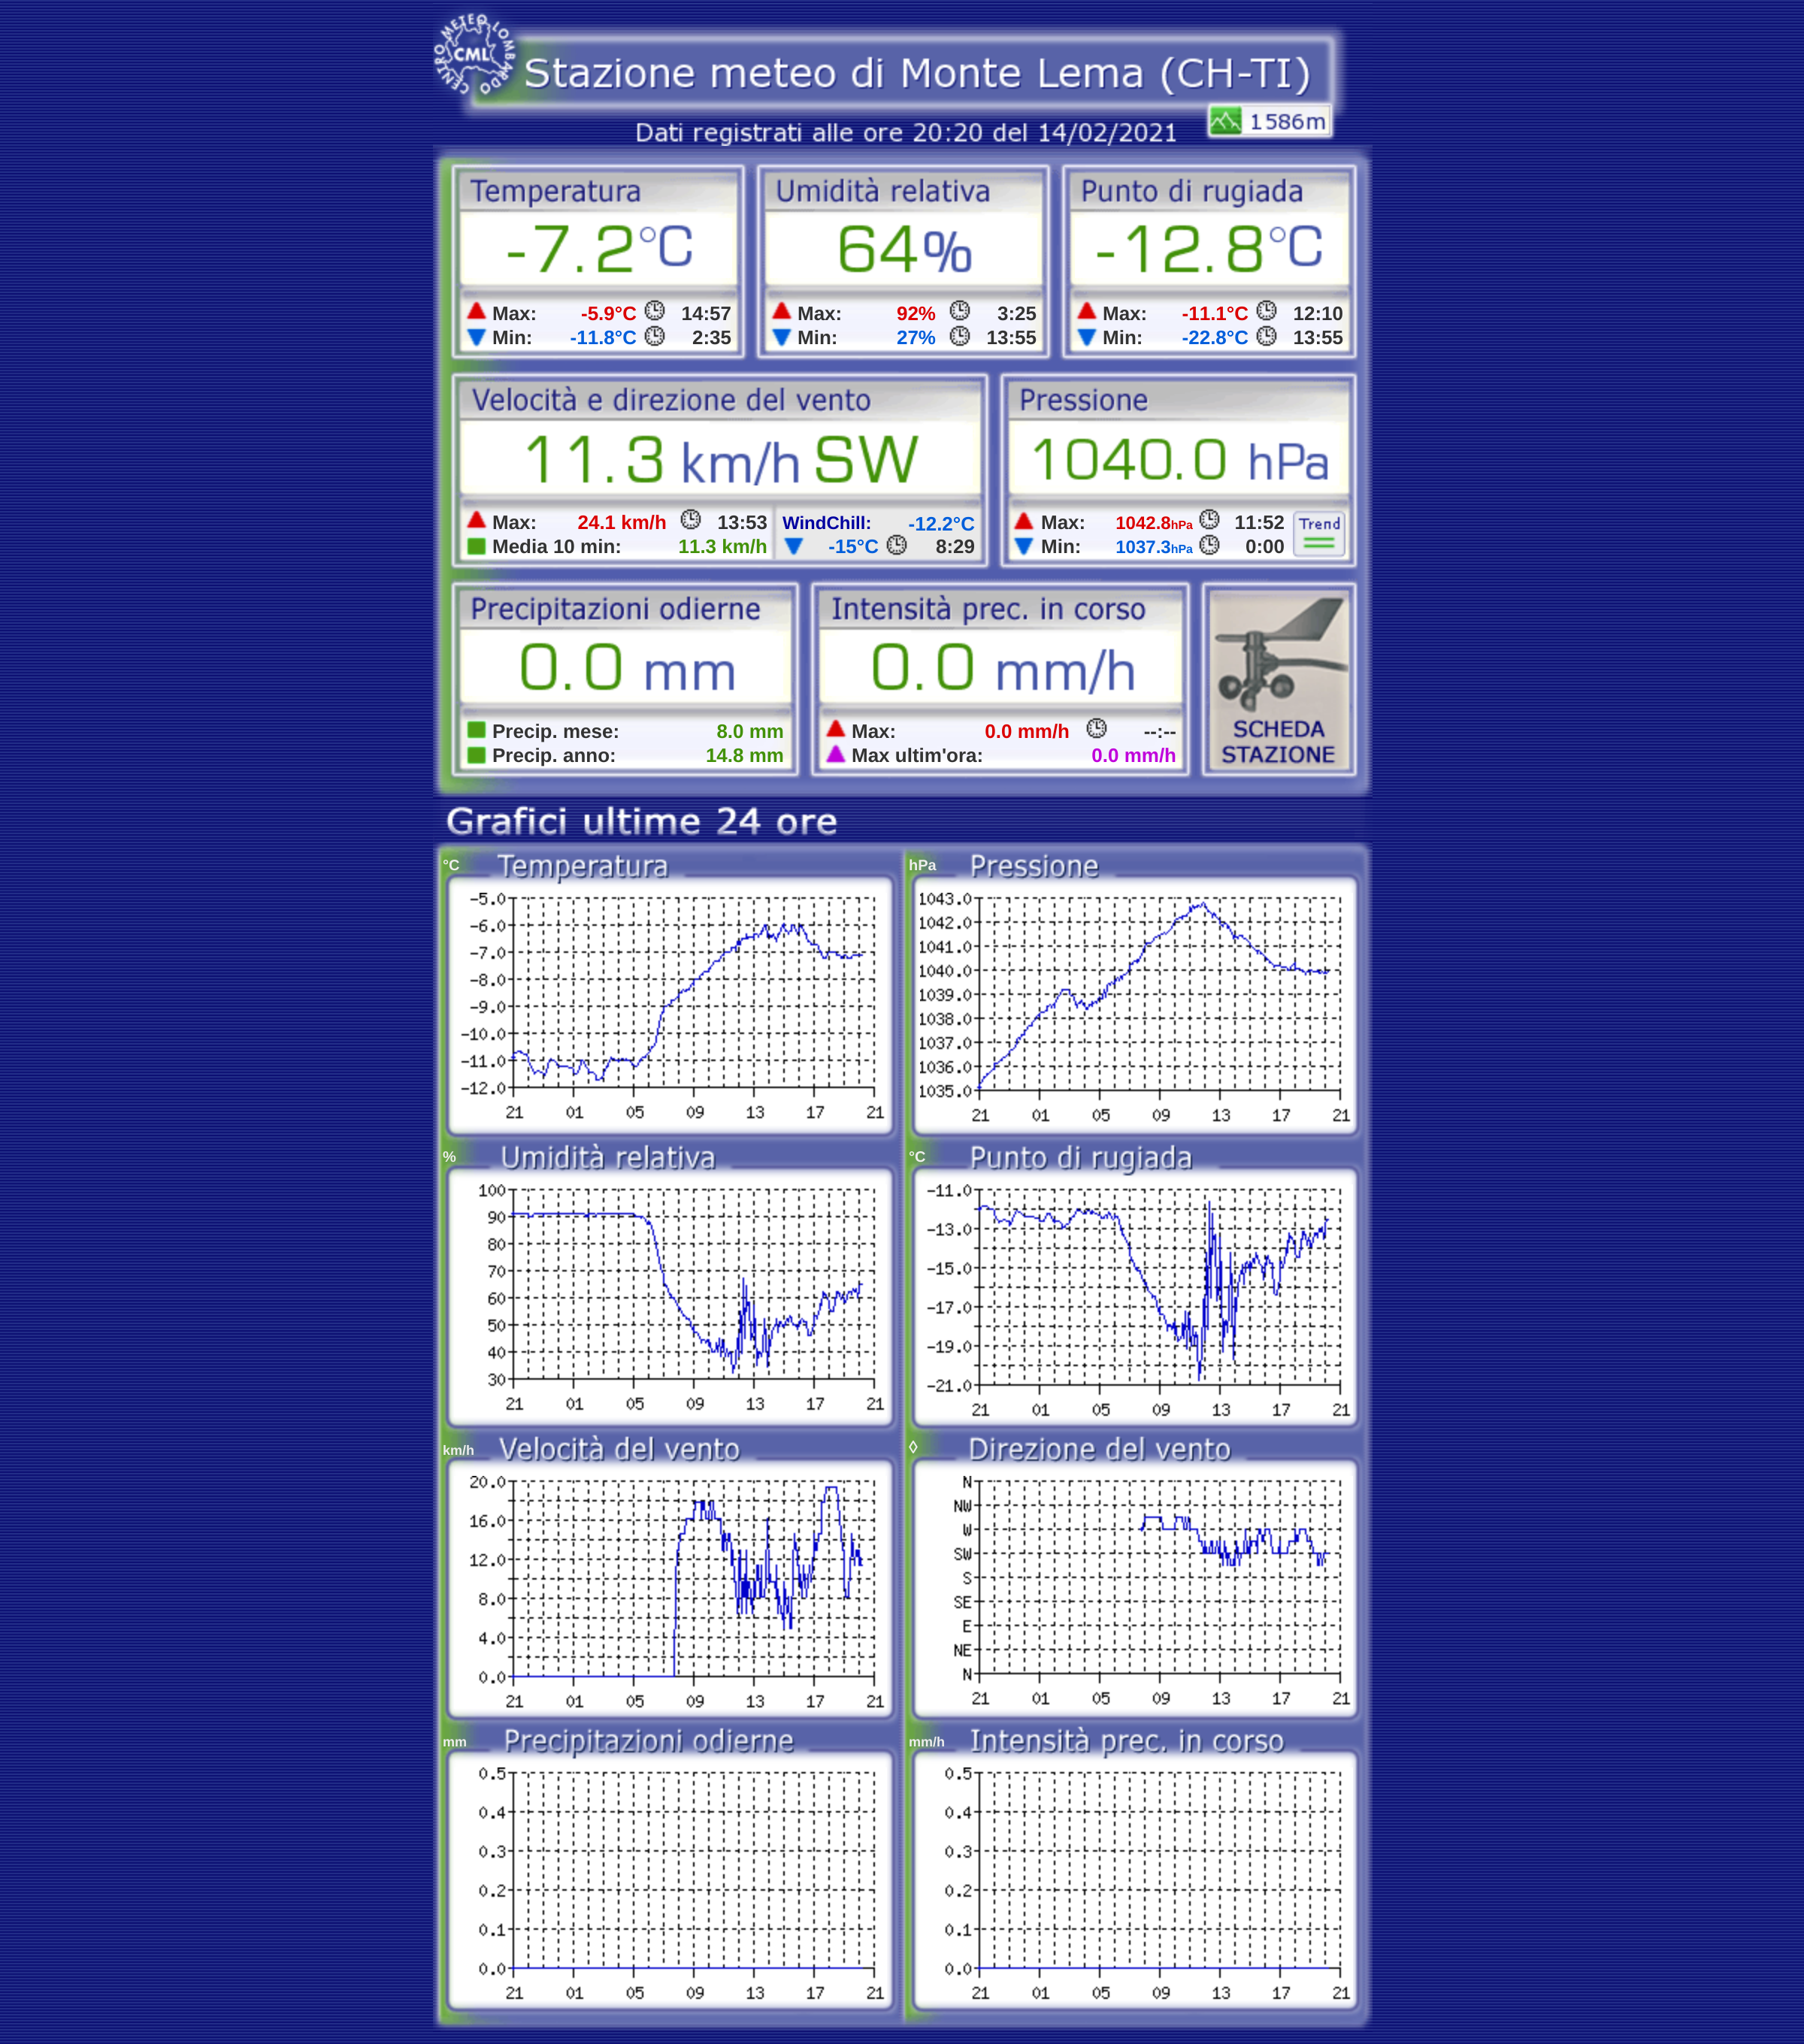 CENTRO METEO LOMBARDO
CML
Stazione meteo di Monte Lema (CH-TI)
1586m
Dati registrati alle ore 20:20 del 14/02/2021
Temperatura
-7.2°C
Max: -5.9°C 14:57
Min: -11.8°C 2:35
Umidità relativa
64%
Max: 92% 3:25
Min: 27% 13:55
Punto di rugiada
-12.8°C
Max: -11.1°C 12:10
Min: -22.8°C 13:55
Velocità e direzione del vento
11.3 km/h SW
Max: 24.1 km/h 13:53
Media 10 min: 11.3 km/h
WindChill: -12.2°C
-15°C 8:29
Pressione
1040.0 hPa
Max: 1042.8hPa 11:52
Min: 1037.3hPa 0:00
Trend
Precipitazioni odierne
0.0 mm
Precip. mese: 8.0 mm
Precip. anno: 14.8 mm
Intensità prec. in corso
0.0 mm/h
Max: 0.0 mm/h --:--
Max ultim'ora: 0.0 mm/h
SCHEDA
STAZIONE
Grafici ultime 24 ore
°C Temperatura
-5.0
-6.0
-7.0
-8.0
-9.0
-10.0
-11.0
-12.0
21 01 05 09 13 17 21
hPa Pressione
1043.0
1042.0
1041.0
1040.0
1039.0
1038.0
1037.0
1036.0
1035.0
21 01 05 09 13 17 21
% Umidità relativa
100
90
80
70
60
50
40
30
21 01 05 09 13 17 21
°C Punto di rugiada
-11.0
-13.0
-15.0
-17.0
-19.0
-21.0
21 01 05 09 13 17 21
km/h Velocità del vento
20.0
16.0
12.0
8.0
4.0
0.0
21 01 05 09 13 17 21
◊ Direzione del vento
N
NW
W
SW
S
SE
E
NE
N
21 01 05 09 13 17 21
mm Precipitazioni odierne
0.5
0.4
0.3
0.2
0.1
0.0
21 01 05 09 13 17 21
mm/h Intensità prec. in corso
0.5
0.4
0.3
0.2
0.1
0.0
21 01 05 09 13 17 21